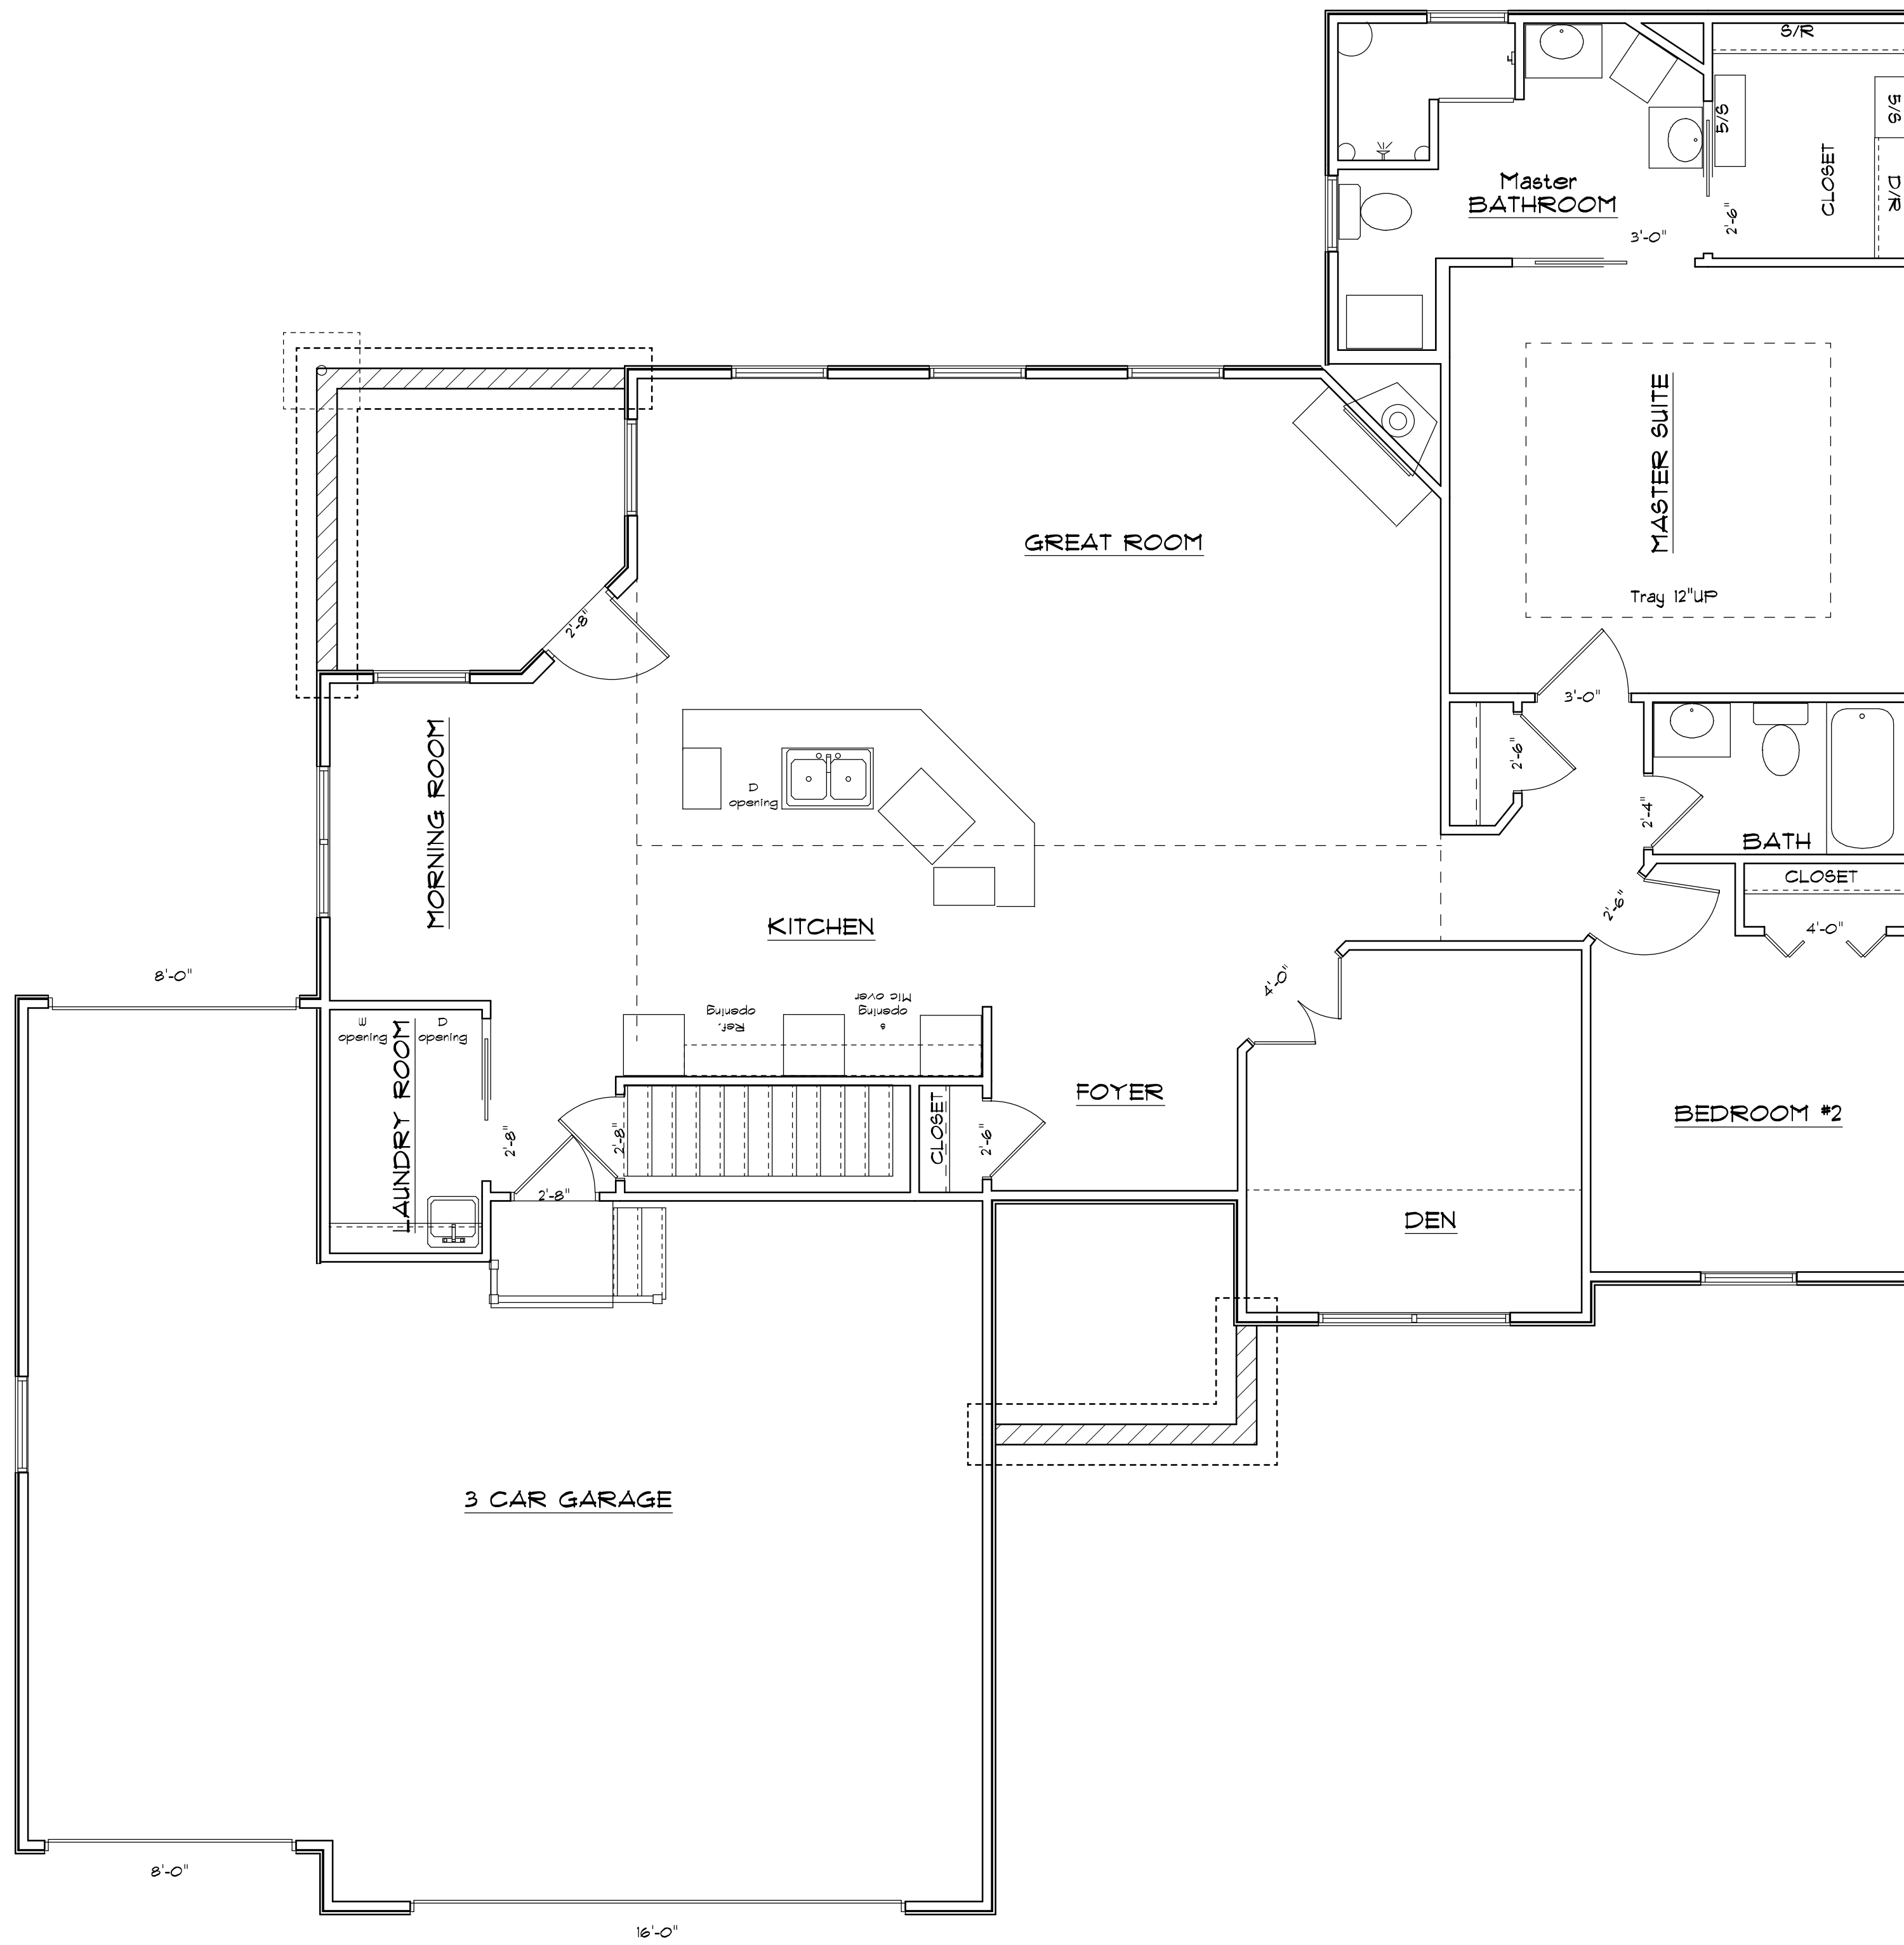 S/R
S/S
S/S
CLOSET
D/R
Master
BATHROOM
2'-6"
3'-0"
MASTER SUITE
GREAT ROOM
Tray 12"UP
2'-8"
3'-0"
MORNING ROOM
2'-6"
D
opening
2'-4"
BATH
CLOSET
2'-6"
KITCHEN
4'-0"
8'-0"
4'-0"
Ref.
opening
s
opening
Mic over
W
opening
D
opening
LAUNDRY ROOM
FOYER
BEDROOM #2
CLOSET
2'-8"
2'-8"
2'-6"
2'-8"
DEN
3 CAR GARAGE
8'-0"
16'-0"